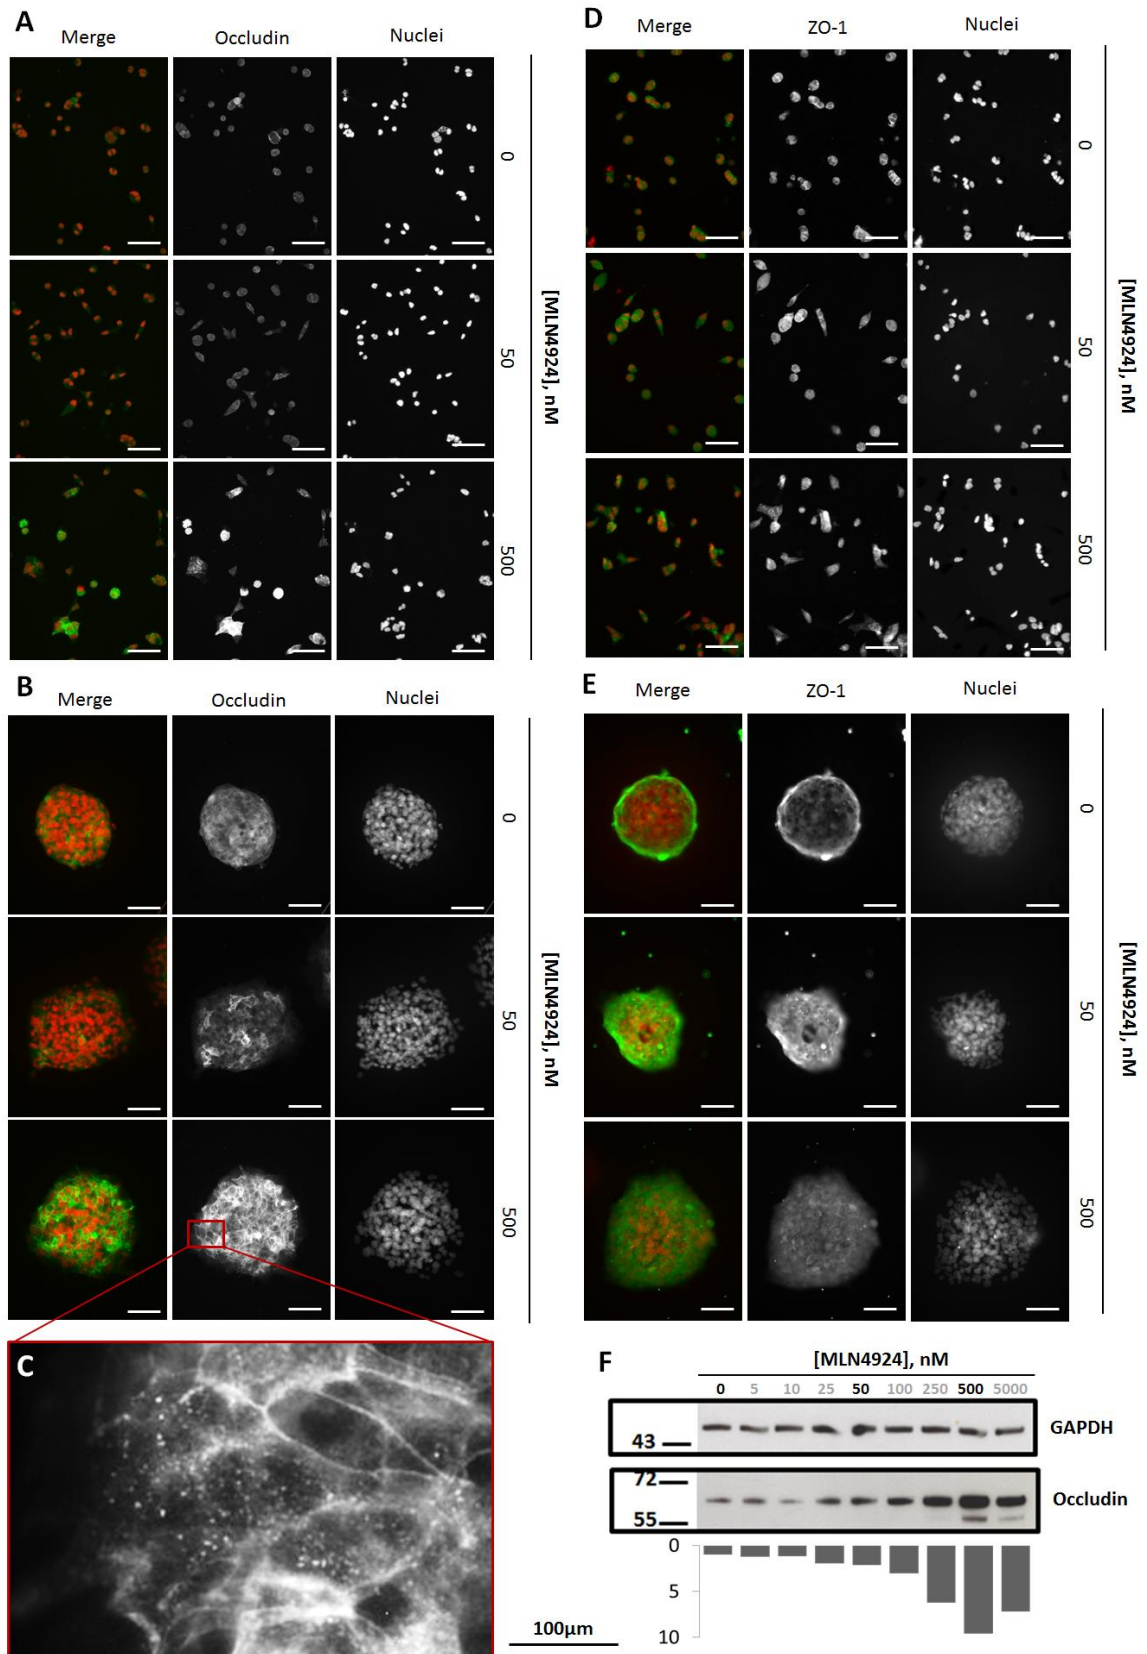 A
Merge Occludin Nuclei
0
50
500
[MLN4924], nM
B
Merge Occludin Nuclei
0
50
500
[MLN4924], nM
C
100µm
D
Merge ZO-1 Nuclei
0
50
500
[MLN4924], nM
E
Merge ZO-1 Nuclei
0
50
500
[MLN4924], nM
F
[MLN4924], nM
0 5 10 25 50 100 250 500 5000
43
GAPDH
72
55
Occludin
0
5
10